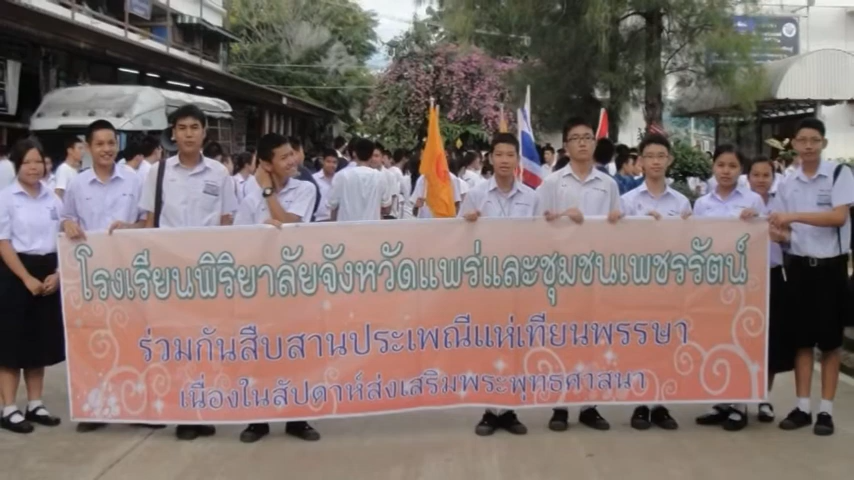 โรงเรียนพิริยาลัยจังหวัดแพร่และชุมชนเพชรรัตน์
ร่วมกันสืบสานประเพณีแห่เทียนพรรษา
เนื่องในสัปดาห์ส่งเสริมพระพุทธศาสนา